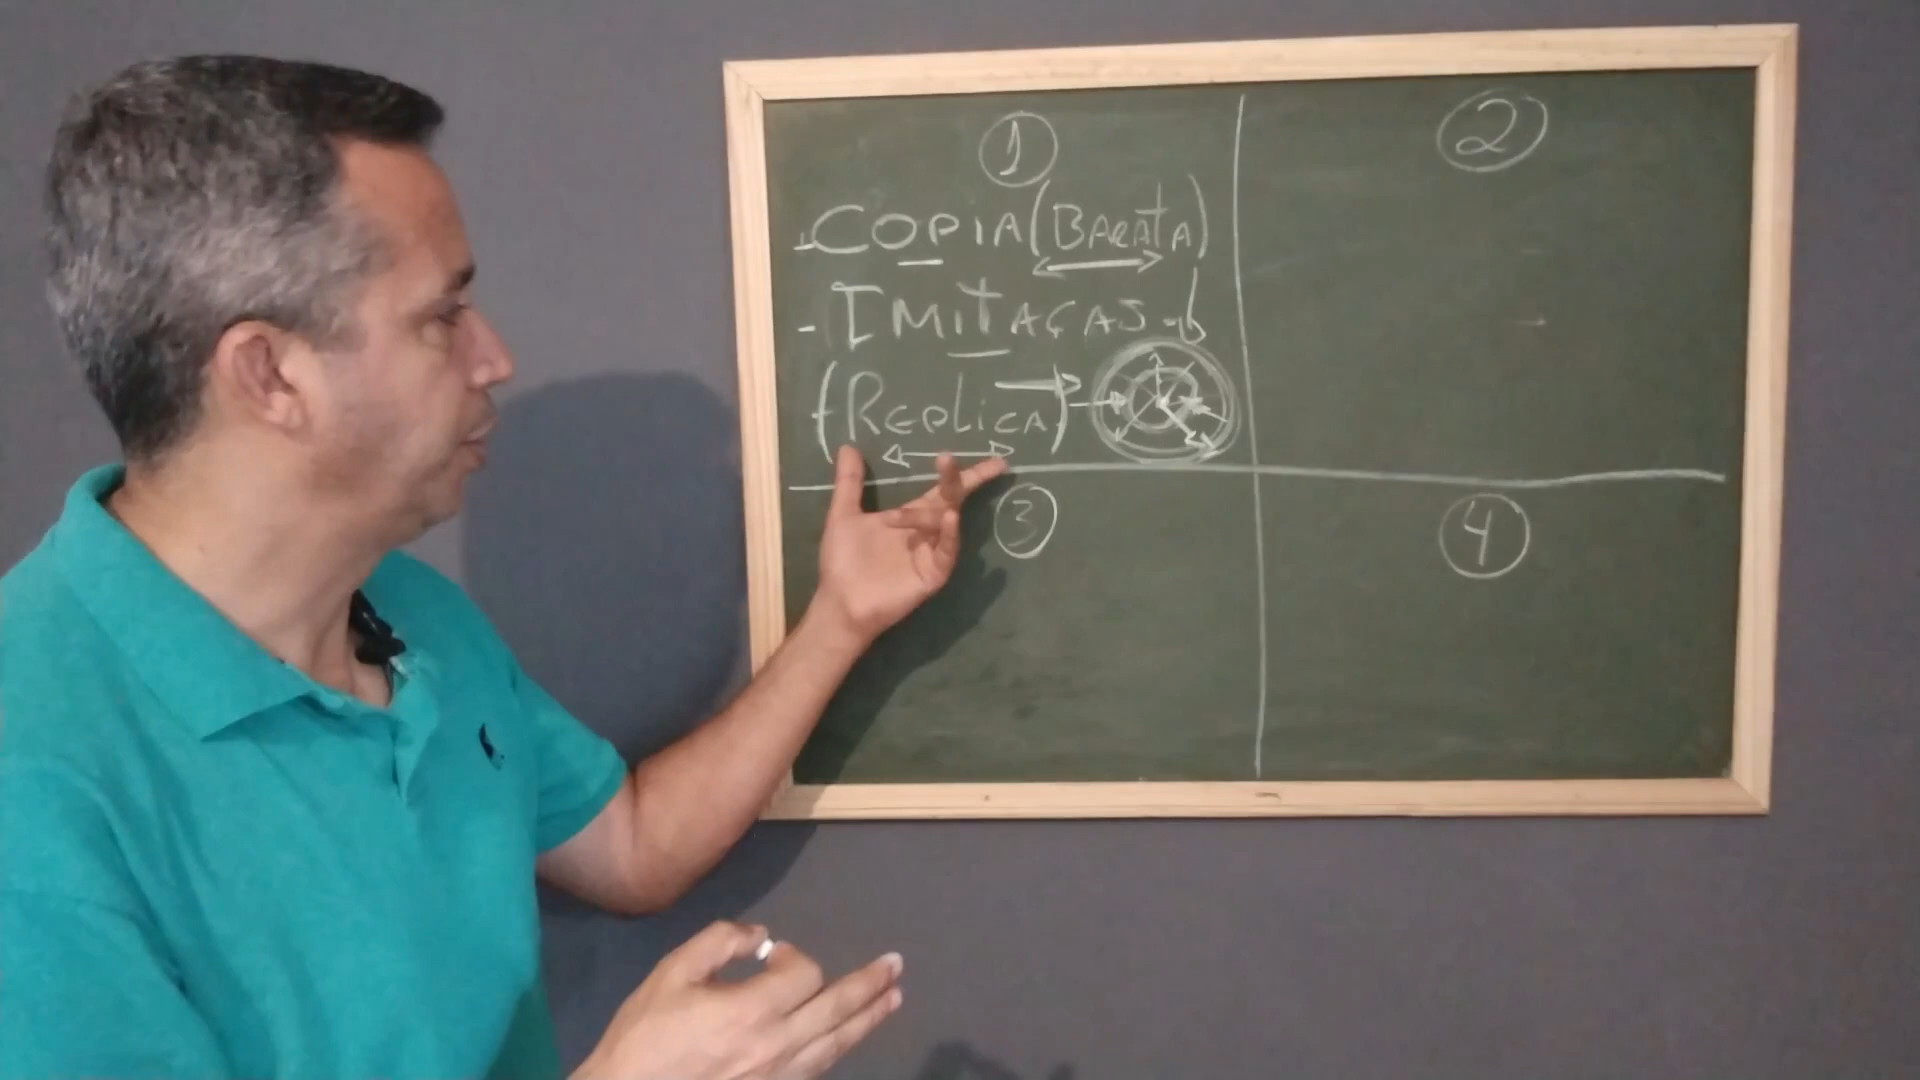 1
- COPIA (BARATA)
- IMITAÇAS
- (REPLICA)
2
3
4